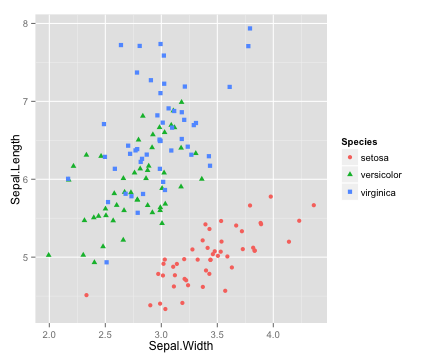 8
7
6
5
Sepal.Length
2.0 2.5 3.0 3.5 4.0
Sepal.Width
Species
setosa
versicolor
virginica